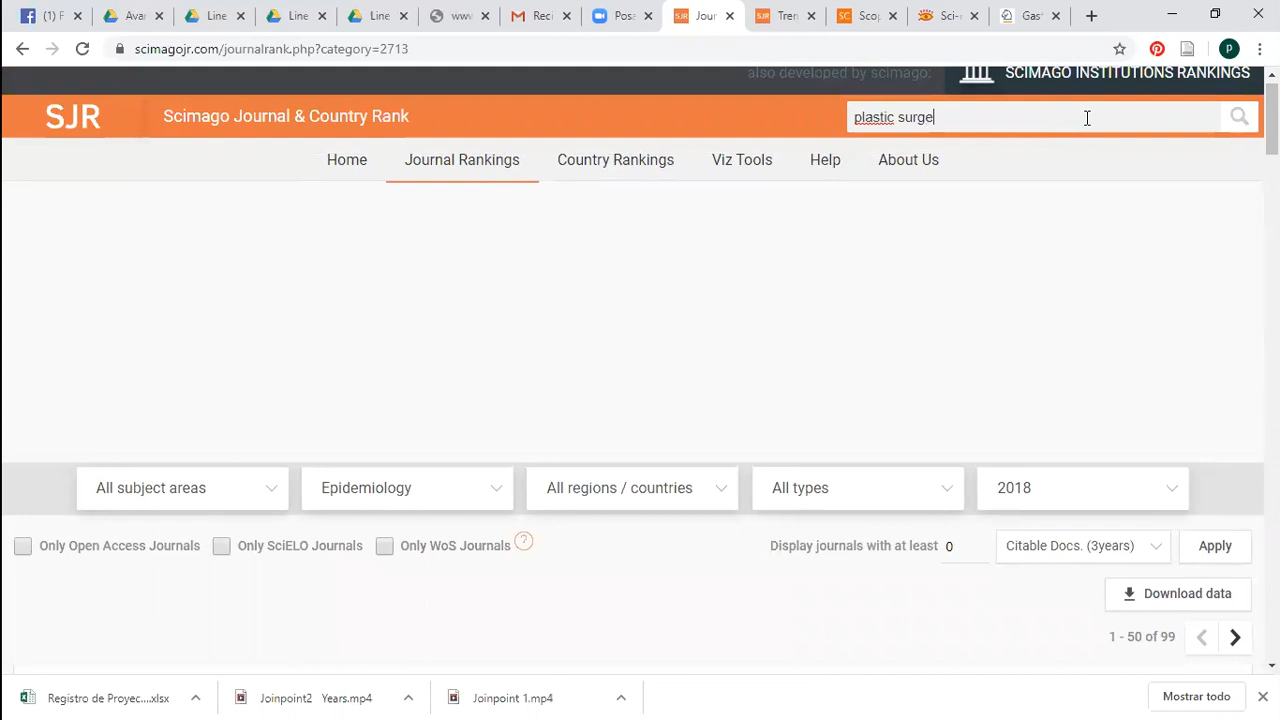 (1) F
Ava
Line
Line
Line
www
Reci
Posa
Jour
Tren
Scop
Sci-
Gast
scimagojr.com/journalrank.php?category=2713
P
also developed by scimago:
SCIMAGO INSTITUTIONS RANKINGS
SJR
Scimago Journal & Country Rank
plastic surge
Home
Journal Rankings
Country Rankings
Viz Tools
Help
About Us
All subject areas
Epidemiology
All regions / countries
All types
2018
Only Open Access Journals
Only SciELO Journals
Only WoS Journals
?
Display journals with at least
0
Citable Docs. (3years)
Apply
Download data
1 - 50 of 99
Registro de Proyec....xlsx
Joinpoint2 Years.mp4
Joinpoint 1.mp4
Mostrar todo